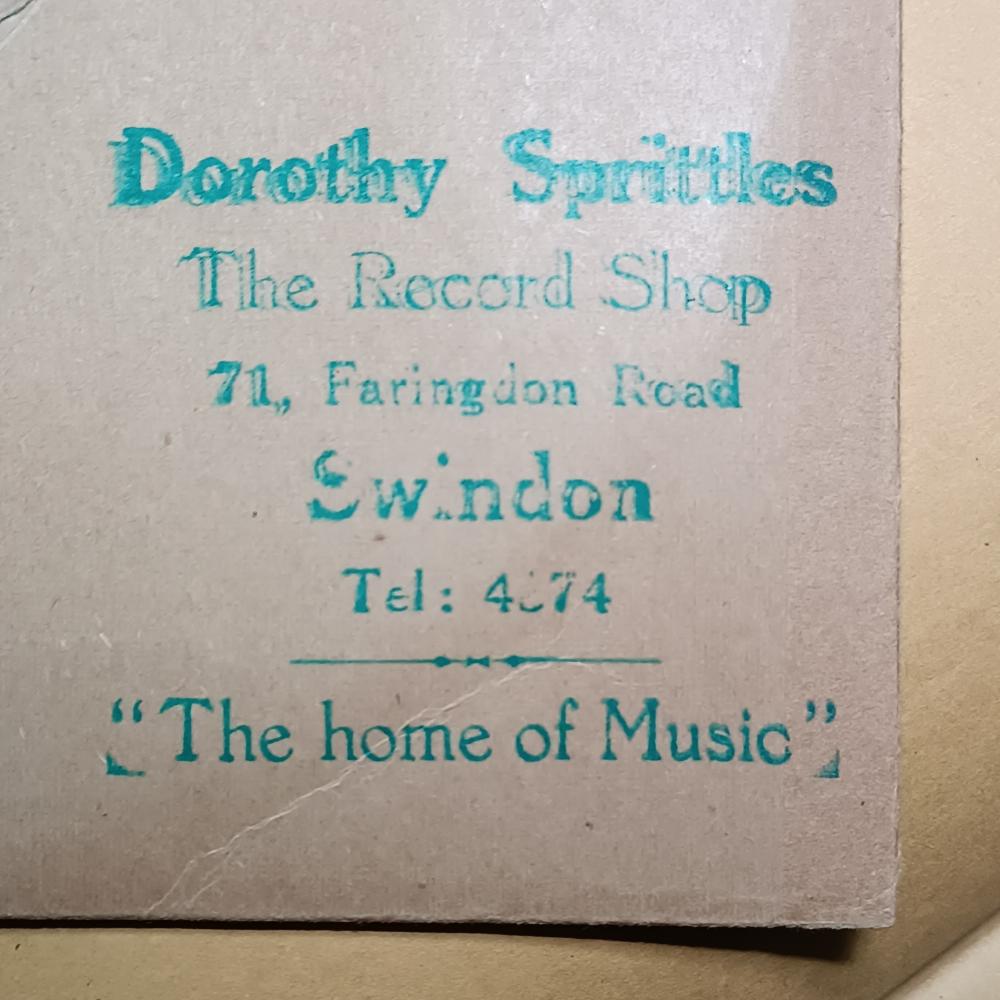 Dorothy Sprittles
The Record Shop
71, Faringdon Road
Swindon
Tel:
"The home of Music"